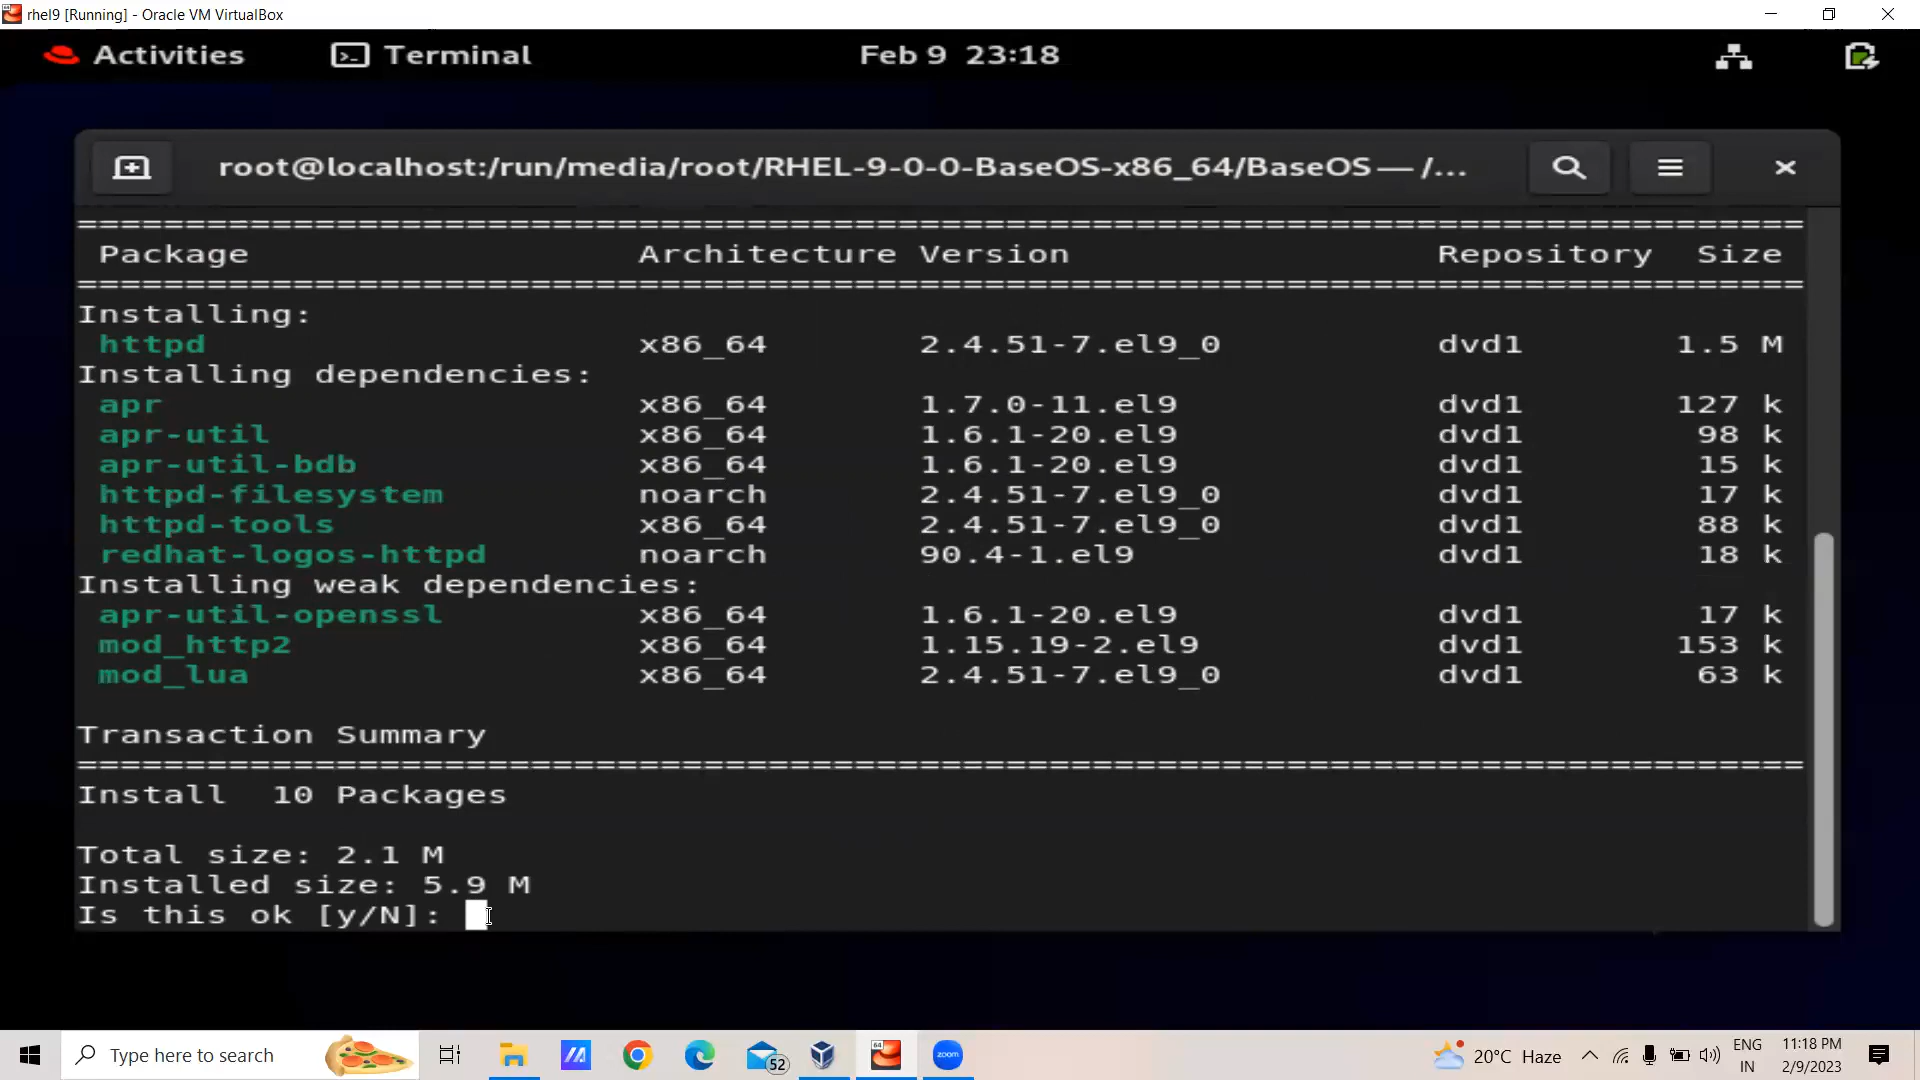 rhel9 [Running] - Oracle VM VirtualBox
Activities Terminal Feb 9 23:18
root@localhost:/run/media/root/RHEL-9-0-0-BaseOS-x86_64/BaseOS — /...
================================================================================
Package Architecture Version Repository Size
================================================================================
Installing:
httpd x86_64 2.4.51-7.el9_0 dvd1 1.5 M
Installing dependencies:
apr x86_64 1.7.0-11.el9 dvd1 127 k
apr-util x86_64 1.6.1-20.el9 dvd1 98 k
apr-util-bdb x86_64 1.6.1-20.el9 dvd1 15 k
httpd-filesystem noarch 2.4.51-7.el9_0 dvd1 17 k
httpd-tools x86_64 2.4.51-7.el9_0 dvd1 88 k
redhat-logos-httpd noarch 90.4-1.el9 dvd1 18 k
Installing weak dependencies:
apr-util-openssl x86_64 1.6.1-20.el9 dvd1 17 k
mod_http2 x86_64 1.15.19-2.el9 dvd1 153 k
mod_lua x86_64 2.4.51-7.el9_0 dvd1 63 k
Transaction Summary
================================================================================
Install 10 Packages
Total size: 2.1 M
Installed size: 5.9 M
Is this ok [y/N]:
Type here to search 52 64 zoom 20°C Haze ENG 11:18 PM
IN 2/9/2023